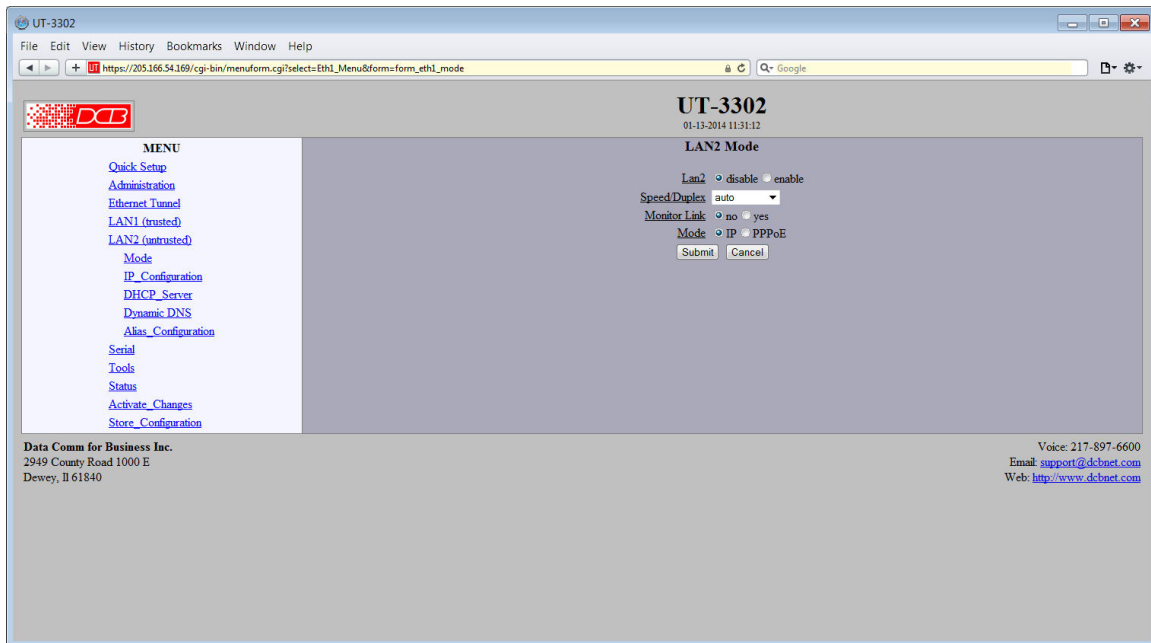 UT-3302
File Edit View History Bookmarks Window Help
UT https://205.166.54.169/cgi-bin/menuform.cgi?select=Eth1_Menu&form=form_eth1_mode
Google
DCB
UT-3302
01-13-2014 11:31:12
MENU
Quick Setup
Administration
Ethernet Tunnel
LAN1 (trusted)
LAN2 (untrusted)
Mode
IP_Configuration
DHCP_Server
Dynamic DNS
Alias_Configuration
Serial
Tools
Status
Activate_Changes
Store_Configuration
LAN2 Mode
Lan2 disable enable
Speed/Duplex auto
Monitor Link no yes
Mode IP PPPoE
Submit Cancel
Data Comm for Business Inc.
2949 County Road 1000 E
Dewey, Il 61840
Voice: 217-897-6600
Email: support@dcbnet.com
Web: http://www.dcbnet.com